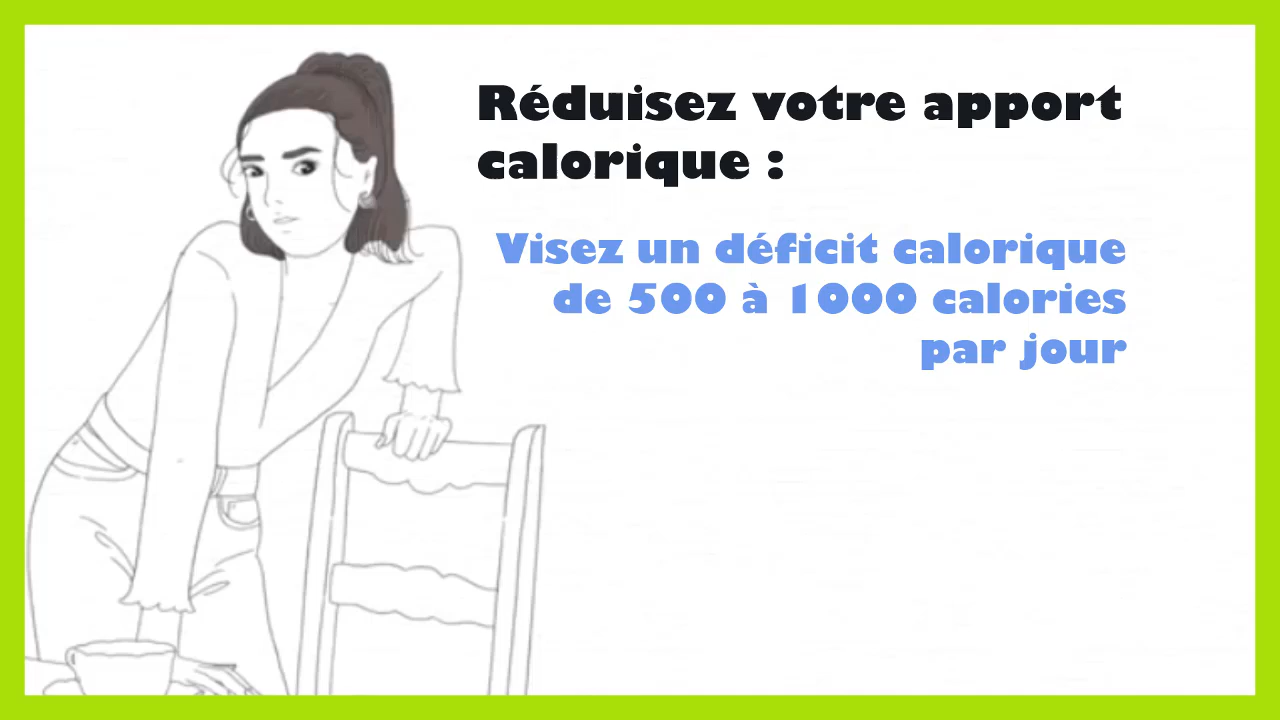 Réduisez votre apport
calorique :
Visez un déficit calorique
de 500 à 1000 calories
par jour